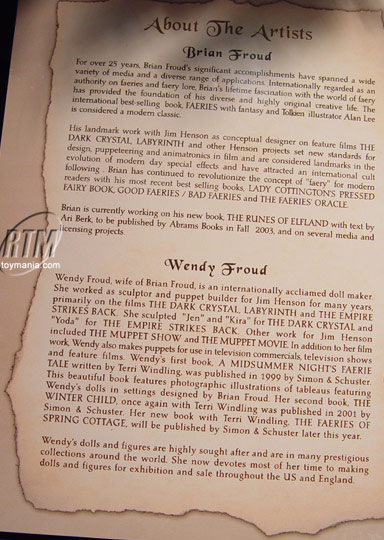 About The Artists
Brian Froud
For over 25 years, Brian Froud's significant accomplishments have spanned a wide
variety of media and a diverse range of applications. Internationally regarded as an
authority on faeries and faery lore, Brian's lifetime fascination with the world of faery
has provided the foundation of his diverse and highly original creative life. The
international best-selling book, FAERIES with fantasy and Tolkien illustrator Alan Lee
is considered a modern classic.
His landmark work with Jim Henson as conceptual designer on feature films THE
DARK CRYSTAL, LABYRINTH and other Henson projects set new standards for
design, puppeteering and animatronics in film and are considered landmarks in the
evolution of modern day special effects and have attracted an international cult
following . Brian has continued to revolutionize the concept of "faery" for modern
readers with his most recent best selling books, LADY COTTINGTON'S PRESSED
FAIRY BOOK, GOOD FAERIES / BAD FAERIES and THE FAERIES' ORACLE.
Brian is currently working on his new book, THE RUNES OF ELFLAND with text by
Ari Berk, to be published by Abrams Books in Fall 2003, and on several media and
licensing projects.
RTM
toymania.com
Wendy Froud
Wendy Froud, wife of Brian Froud, is an internationally acclaimed doll maker.
She worked as sculptor and puppet builder for Jim Henson for many years,
primarily on the films THE DARK CRYSTAL, LABYRINTH and THE EMPIRE
STRIKES BACK. She sculpted "Jen" and "Kira" for THE DARK CRYSTAL and
"Yoda" for THE EMPIRE STRIKES BACK. Other work for Jim Henson
included THE MUPPET SHOW and THE MUPPET MOVIE. In addition to her film
work, Wendy also makes puppets for use in television commercials, television shows
and feature films. Wendy's first book, A MIDSUMMER NIGHT'S FAERIE
TALE written by Terri Windling, was published in 1999 by Simon & Schuster.
This beautiful book features photographic illustrations of tableaus featuring
Wendy's dolls in settings designed by Brian Froud. Her second book, THE
WINTER CHILD, once again with Terri Windling was published in 2001 by
Simon & Schuster. Her new book with Terri Windling, THE FAERIES OF
SPRING COTTAGE, will be published by Simon & Schuster later this year.
Wendy's dolls and figures are highly sought after and are in many prestigious
collections around the world. She now devotes most of her time to making
dolls and figures for exhibition and sale throughout the US and England.